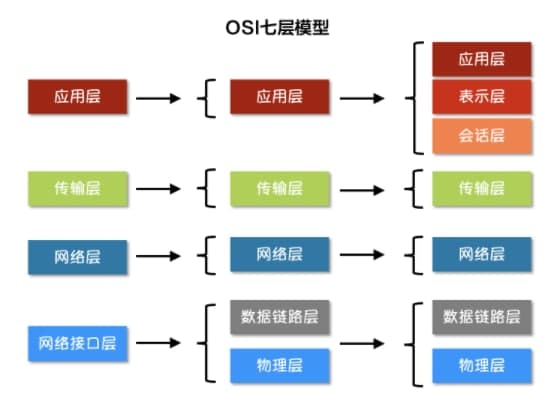 OSI七层模型
应用层 应用层 应用层
表示层
会话层
传输层 传输层 传输层
网络层 网络层 网络层
网络接口层 数据链路层 数据链路层
物理层 物理层